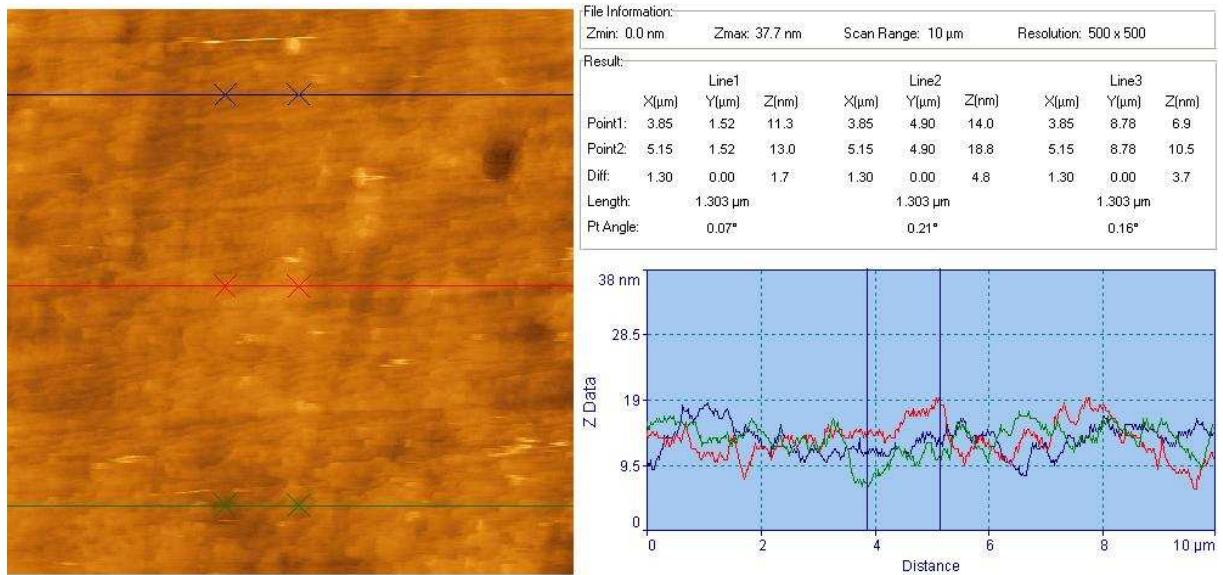 File Information:
Zmin: 0.0 nm Zmax: 37.7 nm Scan Range: 10 µm Resolution: 500 x 500
Result:
Line1 Line2 Line3
X(µm) Y(µm) Z(nm) X(µm) Y(µm) Z(nm) X(µm) Y(µm) Z(nm)
Point1: 3.85 1.52 11.3 3.85 4.90 14.0 3.85 8.78 6.9
Point2: 5.15 1.52 13.0 5.15 4.90 18.8 5.15 8.78 10.5
Diff: 1.30 0.00 1.7 1.30 0.00 4.8 1.30 0.00 3.7
Length: 1.303 µm 1.303 µm 1.303 µm
Pt Angle: 0.07° 0.21° 0.16°
38 nm
28.5
19
9.5
0
Z Data
0 2 4 6 8 10 µm
Distance